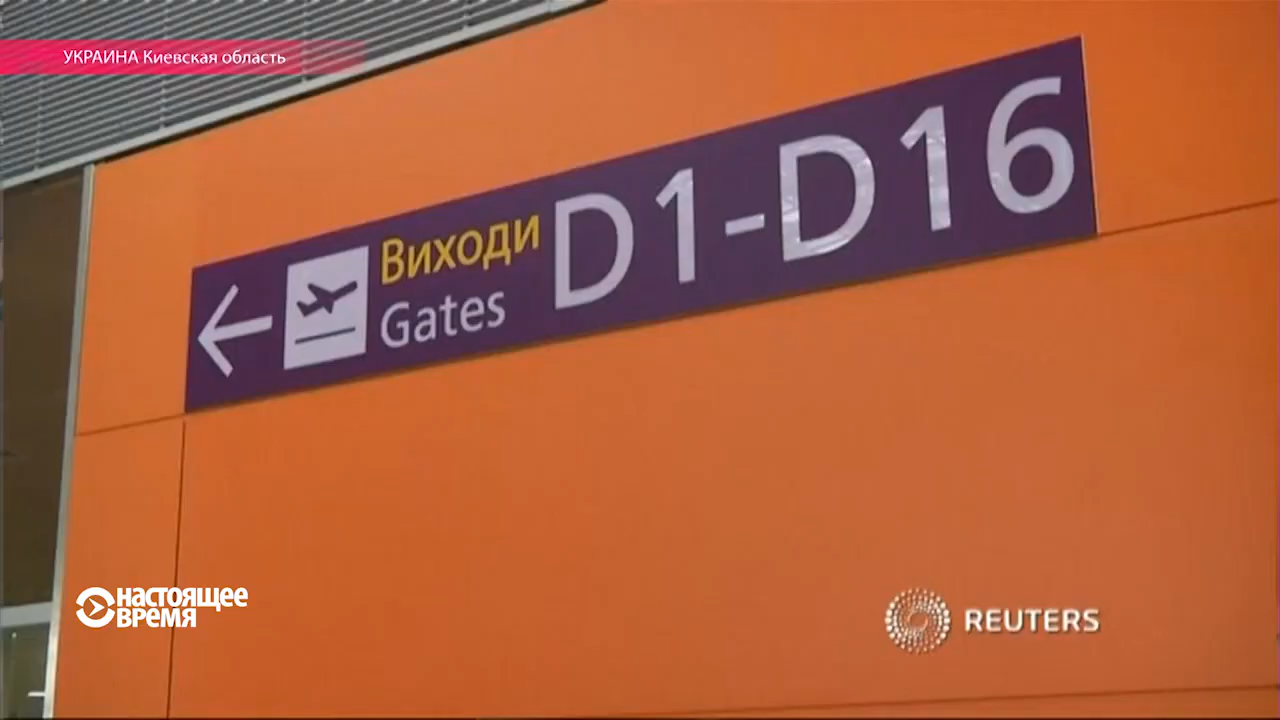 УКРАИНА Киевская область
Виходи D1-D16
Gates
НАСТОЯЩЕЕ
ВРЕМЯ
REUTERS